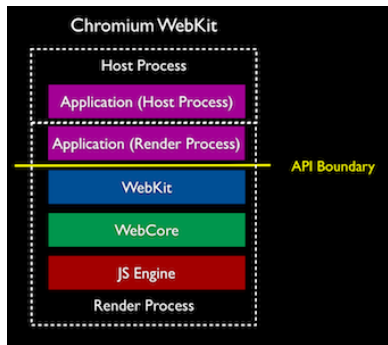 Chromium WebKit
Host Process
Application (Host Process)
Application (Render Process)
API Boundary
WebKit
WebCore
JS Engine
Render Process